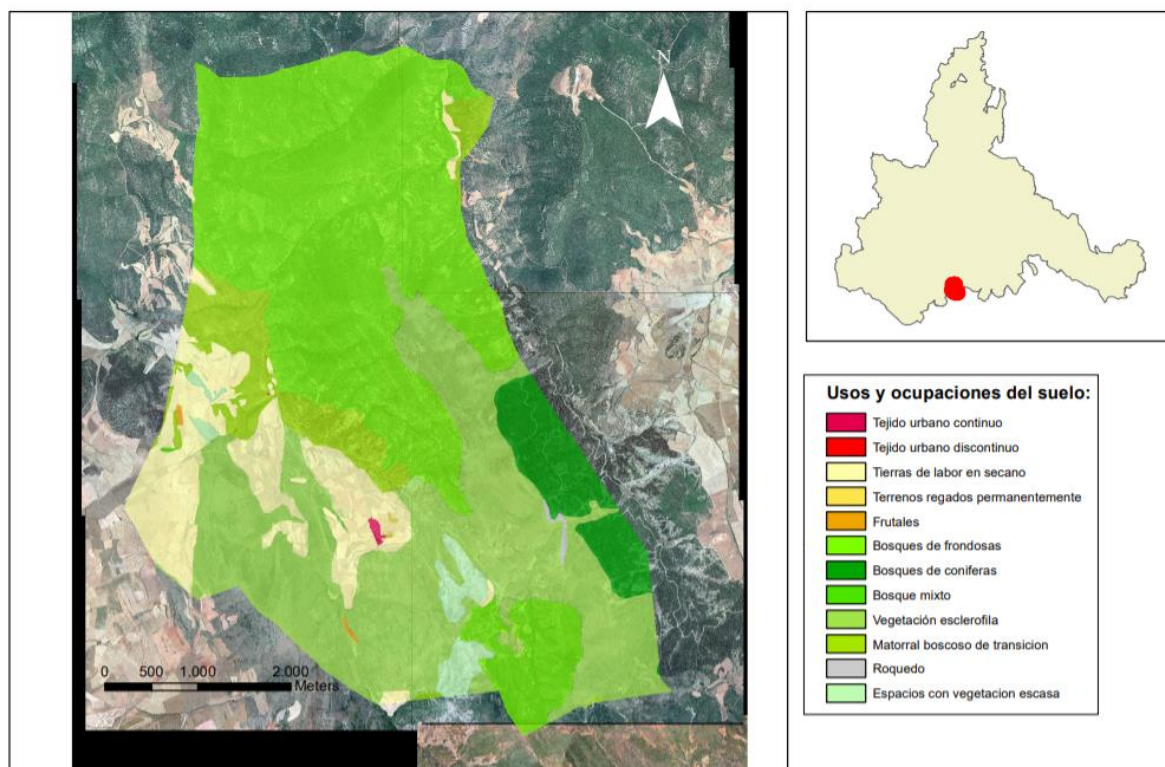 N
0 500 1.000 2.000
Meters
Usos y ocupaciones del suelo:
Tejido urbano continuo
Tejido urbano discontinuo
Tierras de labor en secano
Terrenos regados permanentemente
Frutales
Bosques de frondosas
Bosques de coniferas
Bosque mixto
Vegetación esclerofila
Matorral boscoso de transicion
Roquedo
Espacios con vegetacion escasa